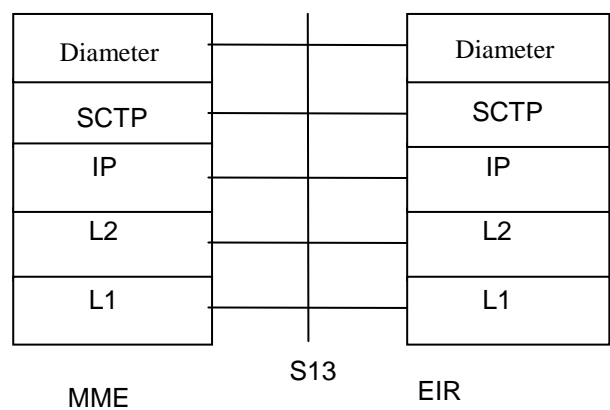 Diameter Diameter
SCTP SCTP
IP IP
L2 L2
L1 L1
S13
MME EIR